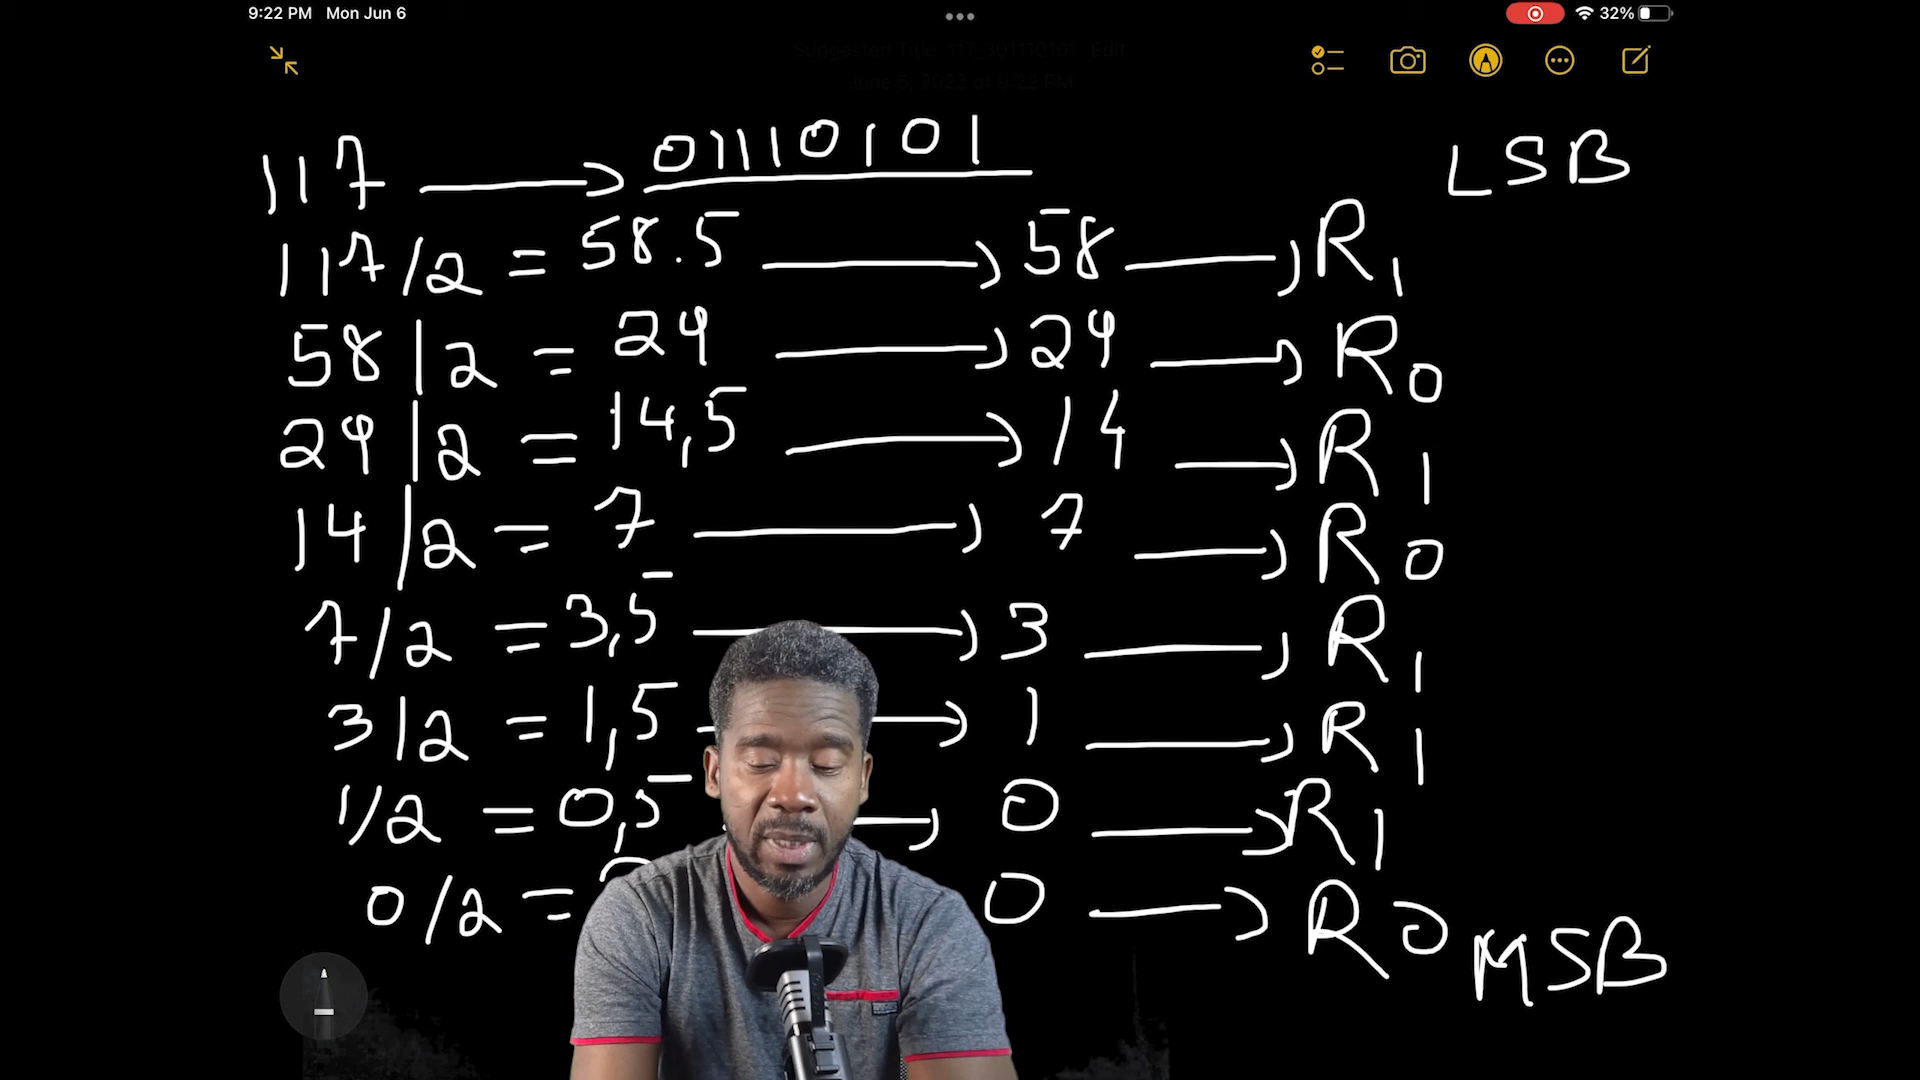 9:22 PM Mon Jun 6 32%
117 → 01110101 LSB
117/2 = 58.5 → 58 → R1
58/2 = 29 → 29 → R0
29/2 = 14,5 → 14 → R1
14/2 = 7 → 7 → R0
7/2 = 3,5 → 3 → R1
3/2 = 1,5 → 1 → R1
1/2 = 0,5 → 0 → R1
0/2 = 0 → R0 MSB